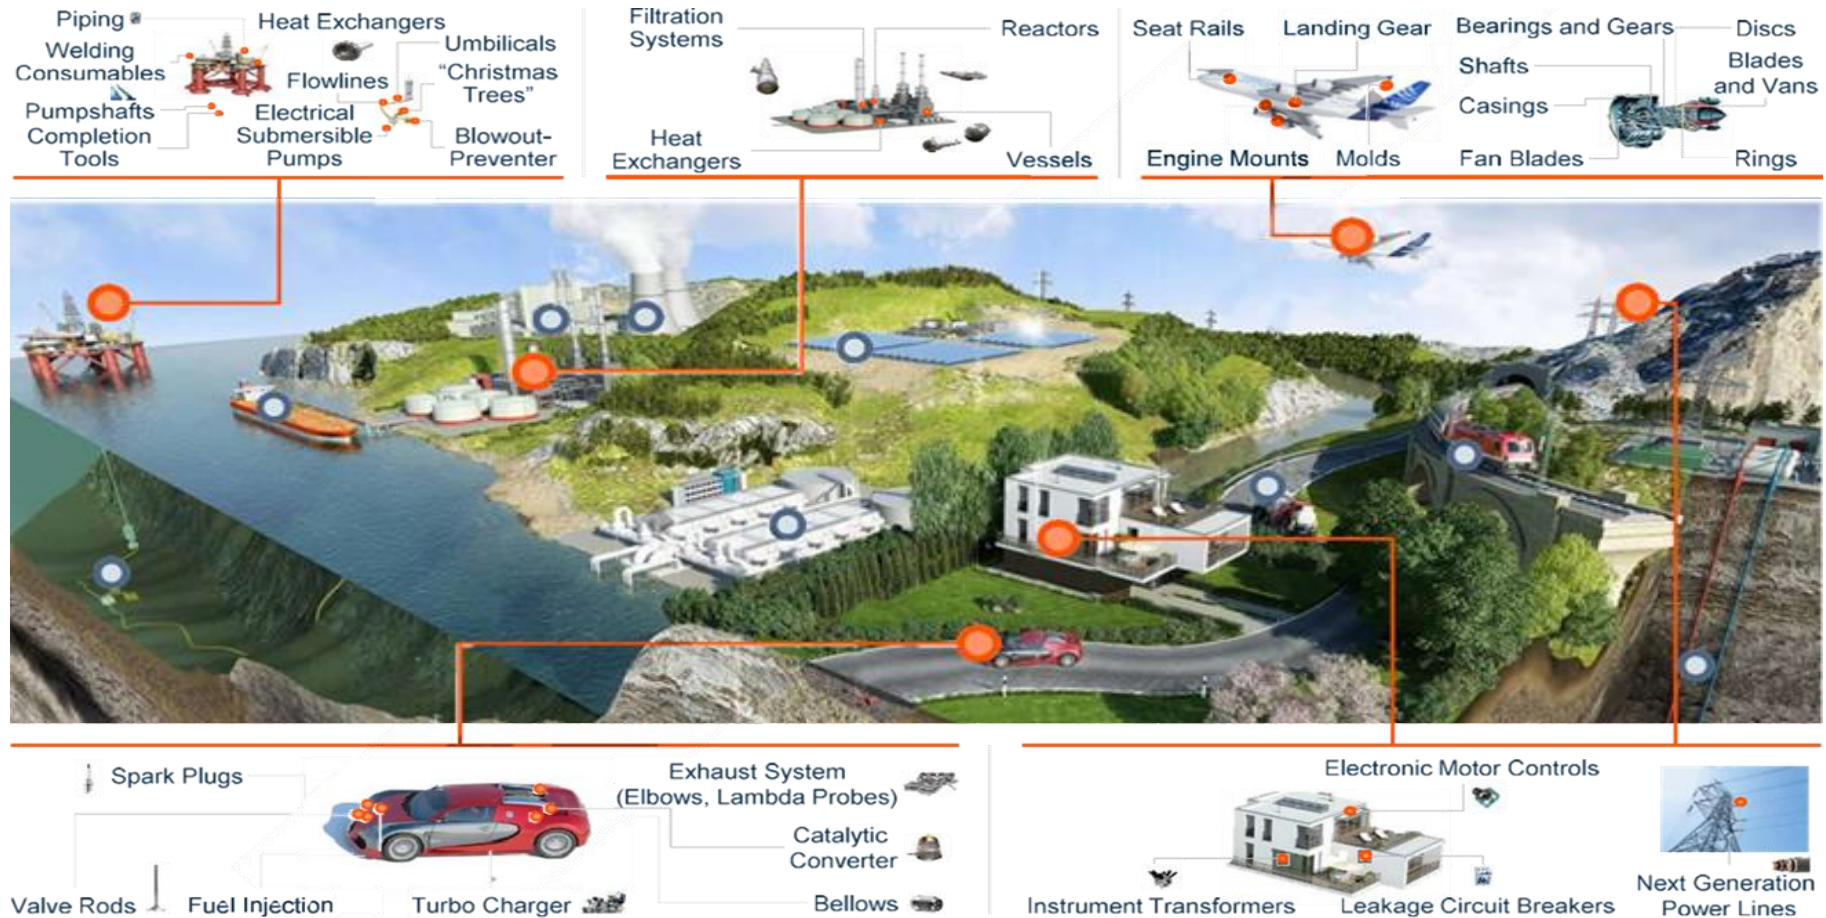 Piping
Heat Exchangers
Welding
Consumables
Umbilicals
Flowlines
“Christmas
Trees”
Pumpshafts
Completion
Tools
Electrical
Submersible
Pumps
Blowout-
Preventer
Filtration
Systems
Reactors
Heat
Exchangers
Vessels
Seat Rails
Landing Gear
Engine Mounts
Molds
Bearings and Gears
Discs
Shafts
Blades
and Vans
Casings
Fan Blades
Rings
Spark Plugs
Exhaust System
(Elbows, Lambda Probes)
Catalytic
Converter
Valve Rods
Fuel Injection
Turbo Charger
Bellows
Electronic Motor Controls
Instrument Transformers
Leakage Circuit Breakers
Next Generation
Power Lines